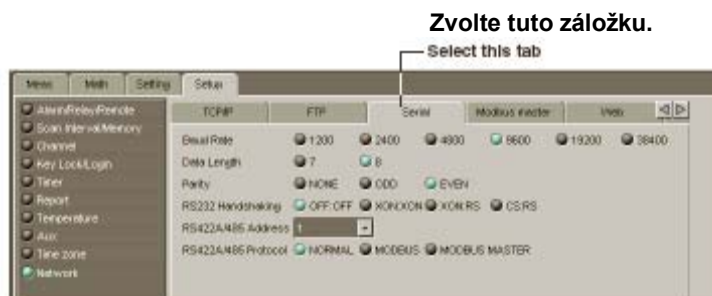 Zvolte tuto záložku.
Select this tab
Meas Math Setting Setup
Alarm/Relay/Remote
Scan interval/Memory
Channel
Key Lock/Login
Timer
Report
Temperature
Aux
Time zone
Network
TCP/IP FTP Serial Modbus master Web
Baud Rate 1200 2400 4800 9600 19200 38400
Data Length 7 8
Parity NONE ODD EVEN
RS232 Handshaking OFF:OFF XON:XON XON:RS CS:RS
RS422A/485 Address 1
RS422A/485 Protocol NORMAL MODBUS MODBUS MASTER